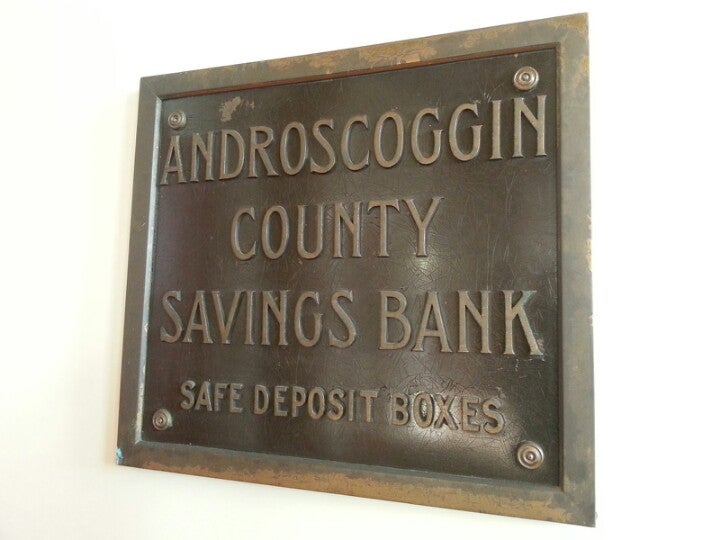 ANDROSCOGGIN
COUNTY
SAVINGS BANK
SAFE DEPOSIT BOXES